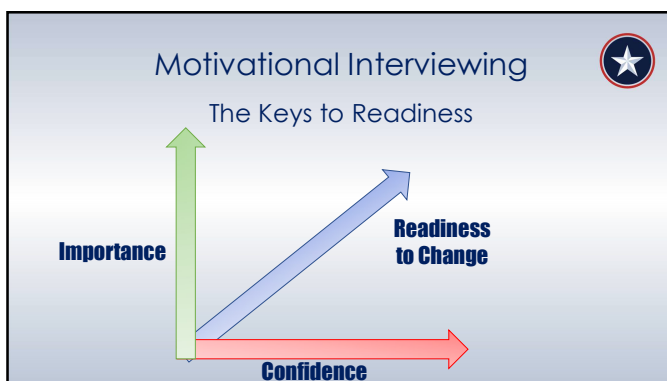 Motivational Interviewing
The Keys to Readiness
Importance
Readiness
to Change
Confidence